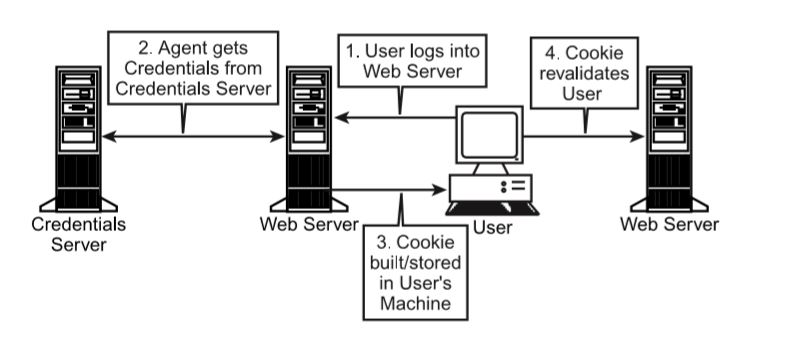 2. Agent gets
Credentials from
Credentials Server
1. User logs into
Web Server
4. Cookie
revalidates
User
Credentials
Server
Web Server
3. Cookie
built/stored
in User's
Machine
User
Web Server